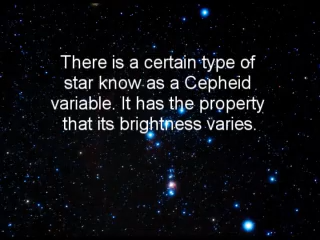 There is a certain type of
star know as a Cepheid
variable. It has the property
that its brightness varies.